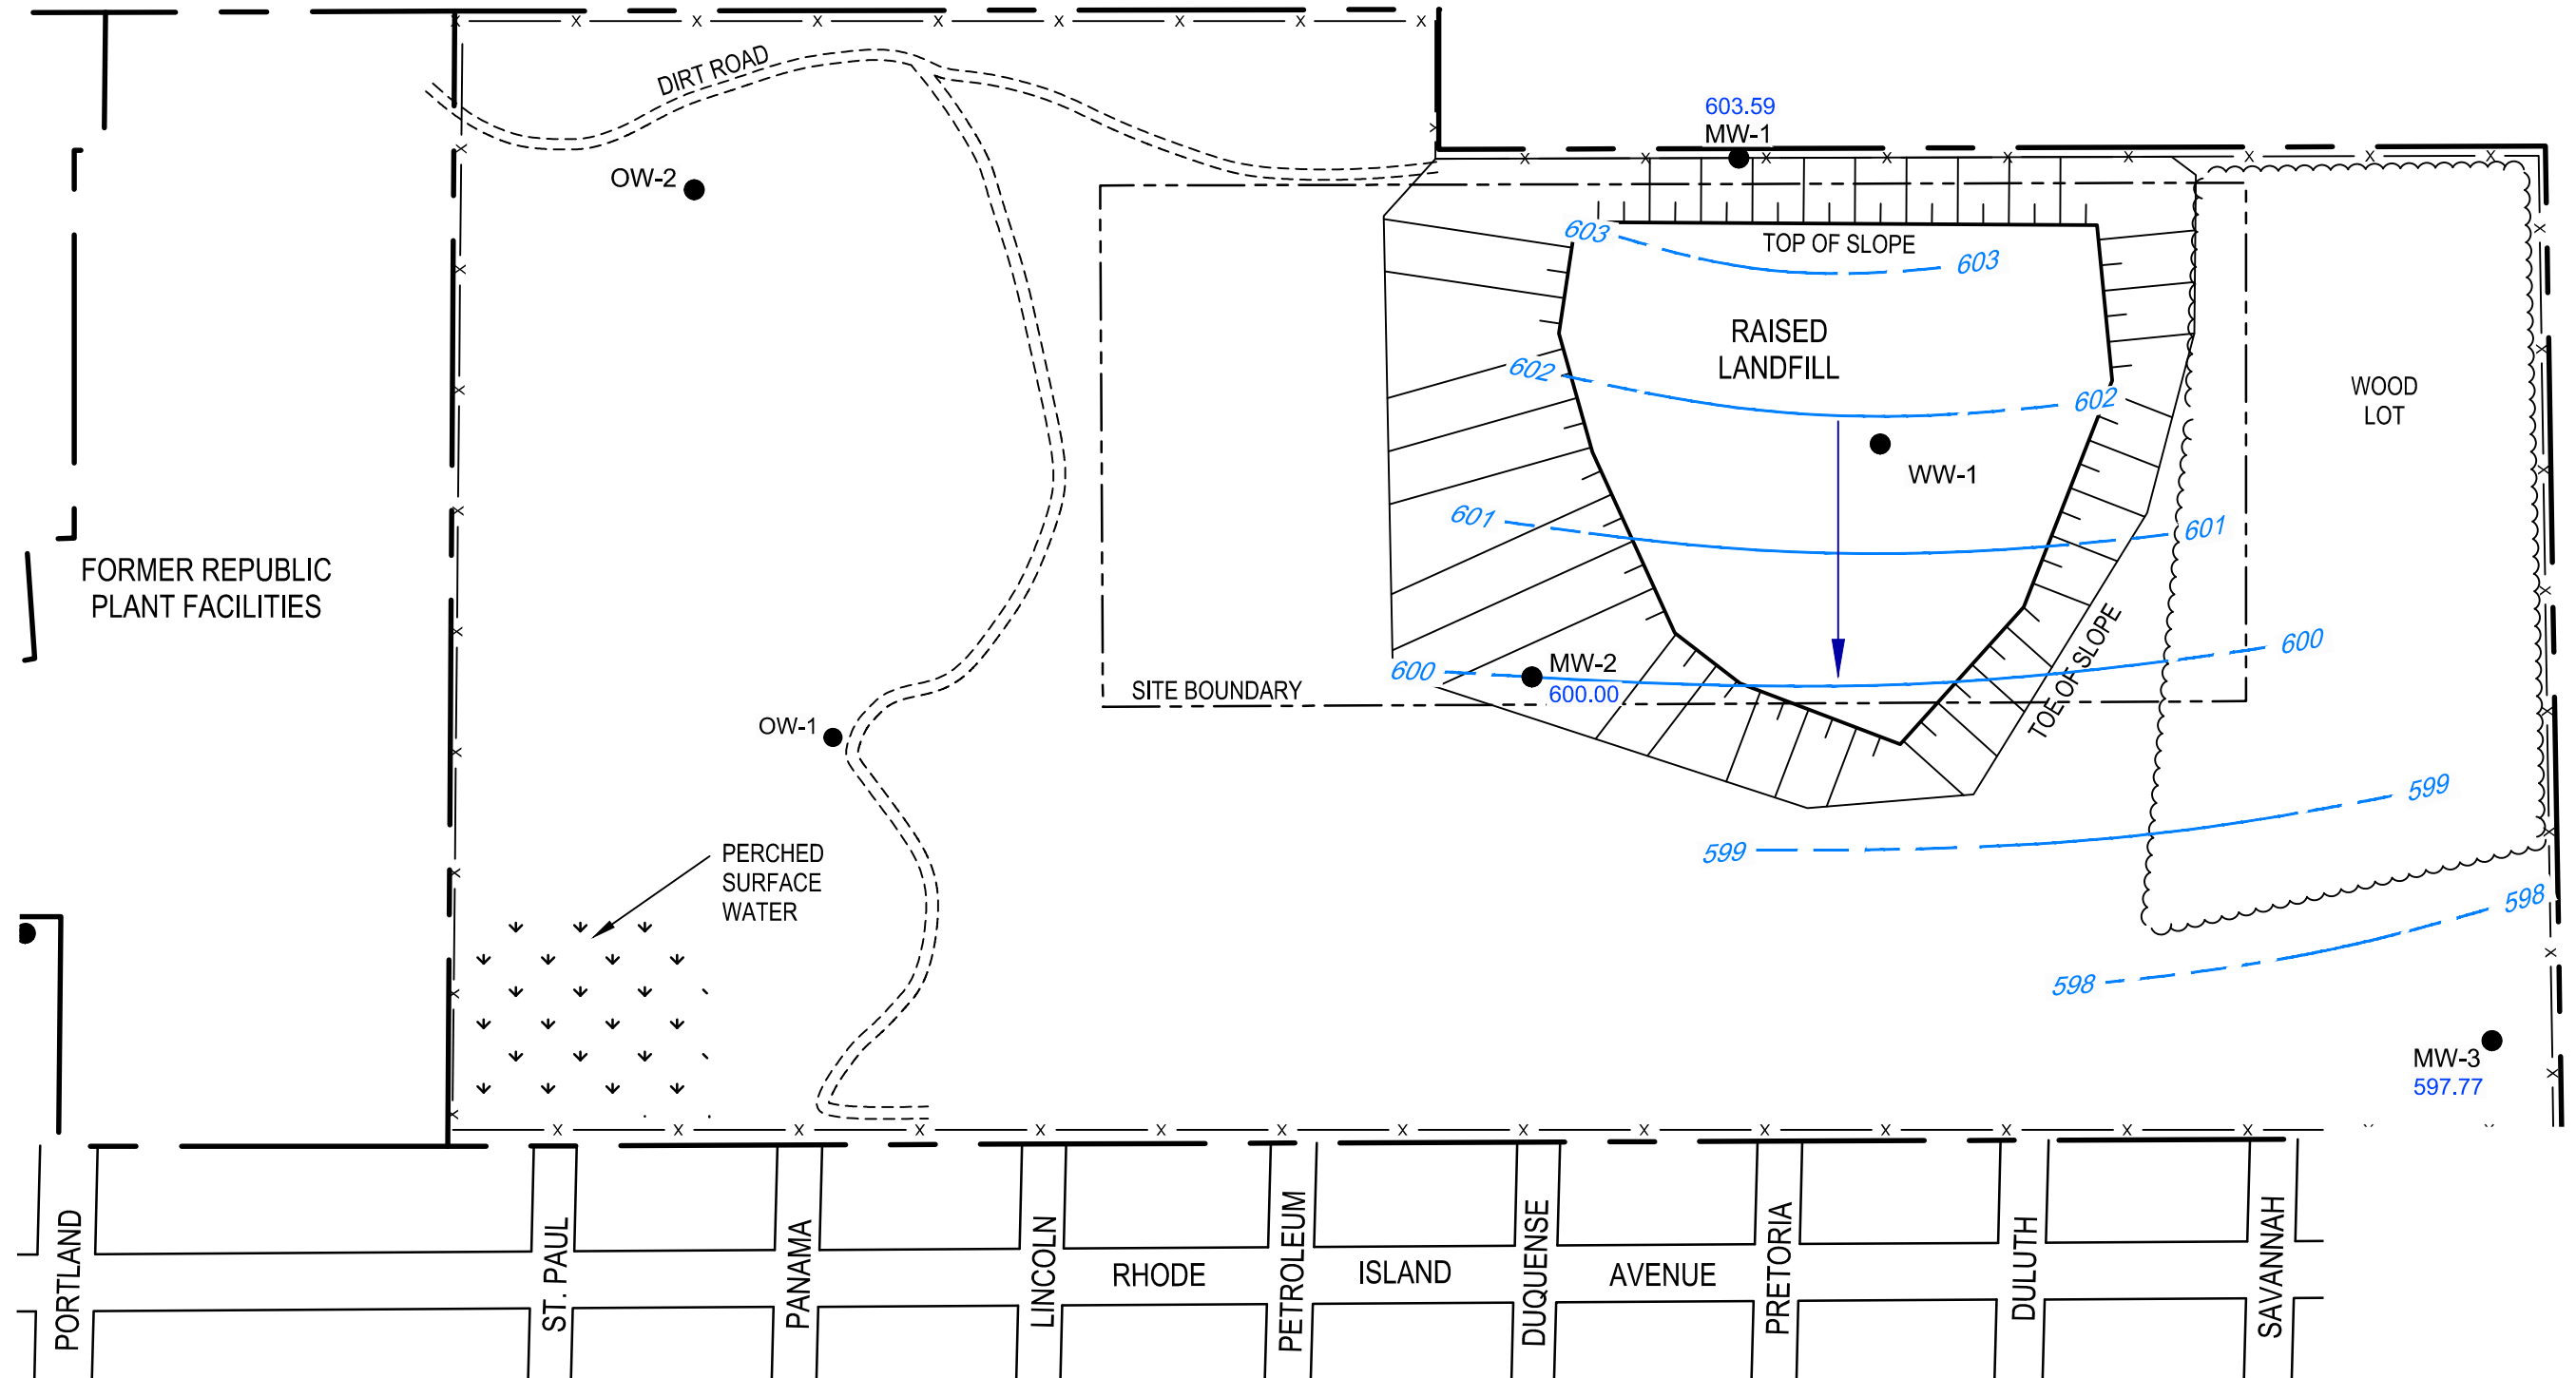 DIRT ROAD
603.59
MW-1
OW-2
603
TOP OF SLOPE
603
RAISED
LANDFILL
602
602
WOOD
LOT
WW-1
601
601
FORMER REPUBLIC
PLANT FACILITIES
TOE OF SLOPE
600
600
MW-2
600.00
SITE BOUNDARY
OW-1
599
599
PERCHED
SURFACE
WATER
598
598
MW-3
597.77
PORTLAND
ST. PAUL
PANAMA
LINCOLN
PETROLEUM
DUQUENSE
PRETORIA
DULUTH
SAVANNAH
RHODE ISLAND AVENUE